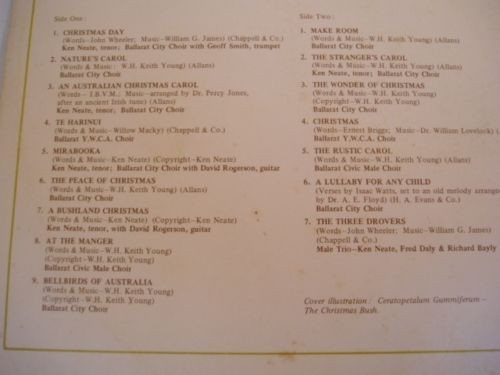 Side One :
1. CHRISTMAS DAY
(Words–John Wheeler; Music–William G. James) (Chappell & Co.)
Ken Neate, tenor; Ballarat City Choir with Geoff Smith, trumpet
2. NATURE'S CAROL
(Words & Music : W. H. Keith Young) (Allans)
Ballarat City Choir
3. AN AUSTRALIAN CHRISTMAS CAROL
(Words – I.B.V.M.; Music–arranged by Dr. Percy Jones,
after an ancient Irish tune) (Allans)
Ken Neate, tenor; Ballarat City Choir
4. TE HARINUI
(Words & Music–Willow Macky) (Chappell & Co.)
Ballarat Y.W.C.A. Choir
5. MIRABOOKA
(Words & Music–Ken Neate) (Copyright–Ken Neate)
Ken Neate, tenor; Ballarat City Choir with David Rogerson, guitar
6. THE PEACE OF CHRISTMAS
(Words & Music–W.H. Keith Young) (Allans)
Ballarat City Choir
7. A BUSHLAND CHRISTMAS
(Words & Music–Ken Neate) (Copyright–Ken Neate)
Ken Neate, tenor, with David Rogerson, guitar
8. AT THE MANGER
(Words & Music–W.H. Keith Young)
(Copyright–W.H. Keith Young)
Ballarat Civic Male Choir
9. BELLBIRDS OF AUSTRALIA
(Words & Music–W.H. Keith Young)
(Copyright–W.H. Keith Young)
Ballarat City Choir
Side Two :
1. MAKE ROOM
(Words & Music–W.H. Keith Young) (Allans)
Ken Neate, tenor; Ballarat City Choir
2. THE STRANGER'S CAROL
(Words & Music–W.H. Keith Young) (Allans)
Ken Neate, tenor; Ballarat City Choir
3. THE WONDER OF CHRISTMAS
(Words & Music–W.H. Keith Young)
(Copyright–W.H. Keith Young)
Ballarat City Choir
4. CHRISTMAS
(Words–Ernest Briggs; Music–Dr. William Lovelock)
Ballarat Y.W.C.A. Choir
5. THE RUSTIC CAROL
(Words & Music–W.H. Keith Young) (Allans)
Ballarat Civic Male Choir
6. A LULLABY FOR ANY CHILD
(Verses by Isaac Watts, set to an old melody arrange
by Dr. A. E. Floyd) (H. A. Evans & Co.)
Ballarat City Choir
7. THE THREE DROVERS
(Words–John Wheeler; Music–William G. James)
(Chappell & Co.)
Male Trio–Ken Neate, Fred Daly & Richard Bayly
Cover illustration : Ceratopetalum Gummiferum –
The Christmas Bush.